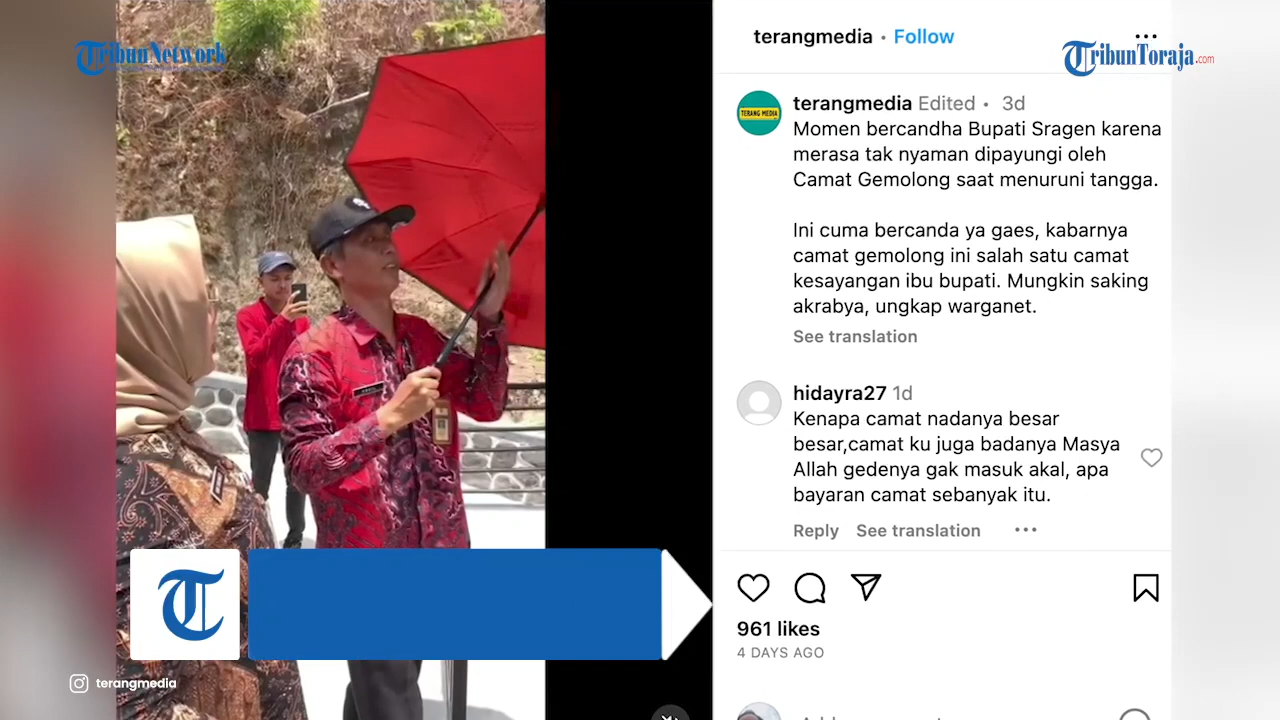 TribunNetwork
terangmedia • Follow
TribunToraja.com
TERANG MEDIA
terangmedia Edited • 3d
Momen bercandha Bupati Sragen karena
merasa tak nyaman dipayungi oleh
Camat Gemolong saat menuruni tangga.
Ini cuma bercanda ya gaes, kabarnya
camat gemolong ini salah satu camat
kesayangan ibu bupati. Mungkin saking
akrabya, ungkap warganet.
See translation
hidayra27 1d
Kenapa camat nadanya besar
besar,camat ku juga badanya Masya
Allah gedenya gak masuk akal, apa
bayaran camat sebanyak itu.
Reply See translation
961 likes
4 DAYS AGO
T
terangmedia